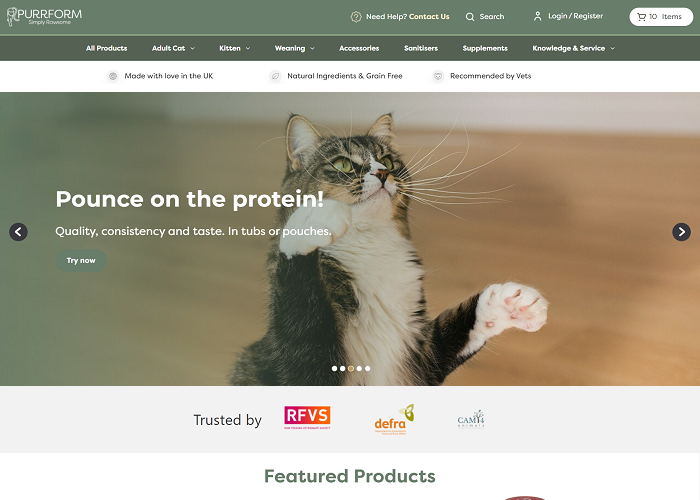 PURRFORM
Simply Rawsome
Need Help? Contact Us
Search
Login / Register
10 Items
All Products
Adult Cat
Kitten
Weaning
Accessories
Sanitisers
Supplements
Knowledge & Service
Made with love in the UK
Natural Ingredients & Grain Free
Recommended by Vets
Pounce on the protein!
Quality, consistency and taste. In tubs or pouches.
Try now
Trusted by
RFVS
defra
CAM4
animals
Featured Products